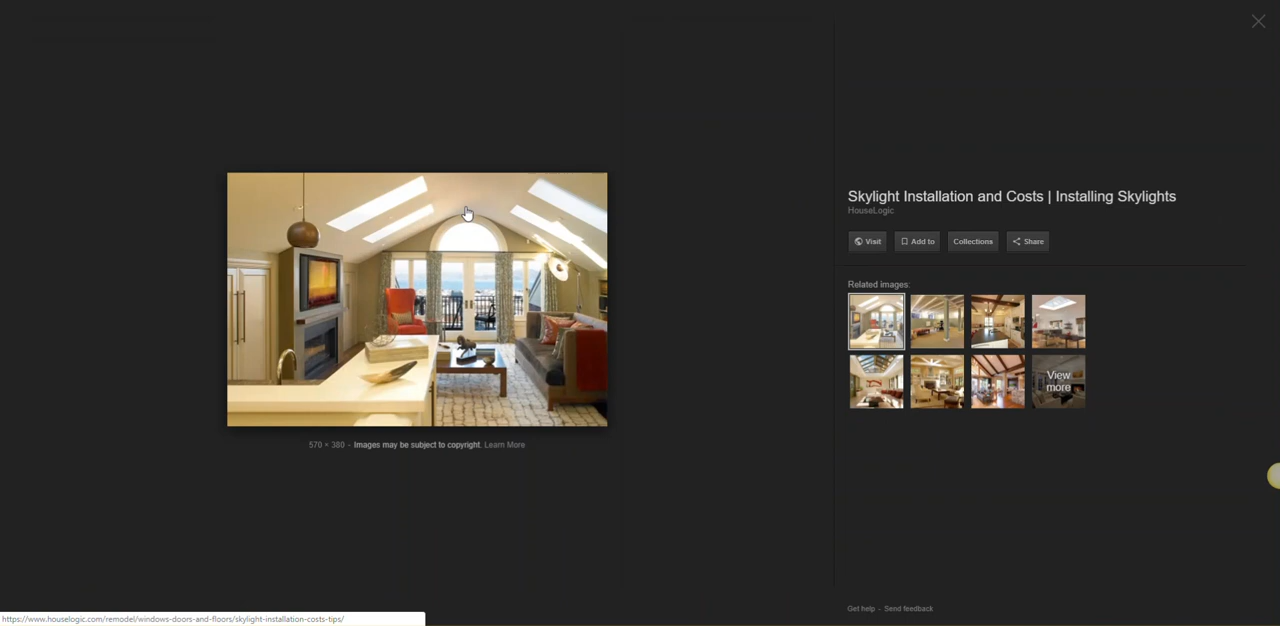 Skylight Installation and Costs | Installing Skylights
HouseLogic
Visit
Add to
Collections
Share
Related images:
View more
570 × 380 - Images may be subject to copyright. Learn More
Get help - Send feedback
https://www.houselogic.com/remodel/windows-doors-and-floors/skylight-installation-costs-tips/